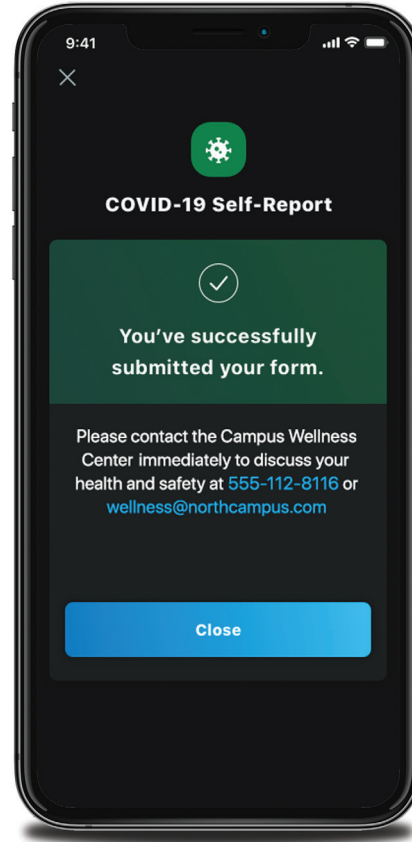 9:41
COVID-19 Self-Report
You’ve successfully
submitted your form.
Please contact the Campus Wellness
Center immediately to discuss your
health and safety at 555-112-8116 or
wellness@northcampus.com
Close